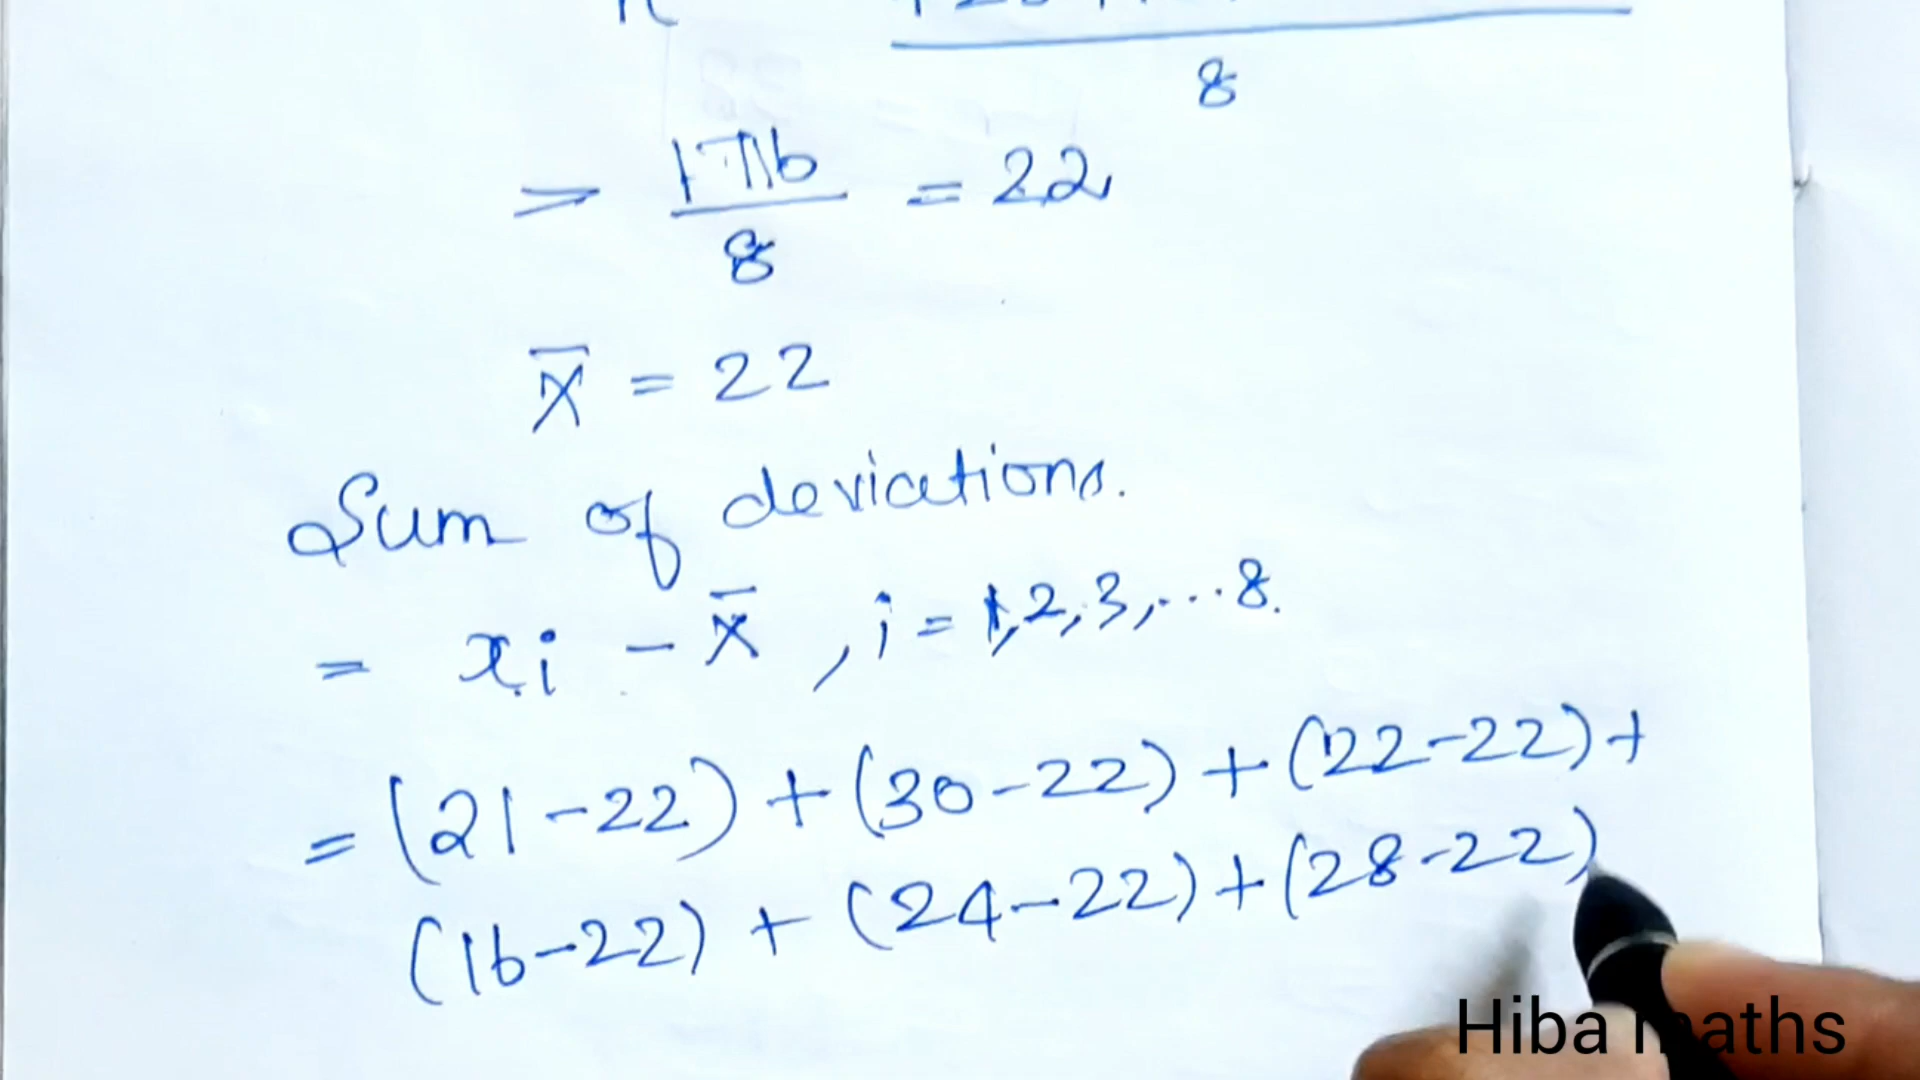 8
= 176/8 = 22
x̄ = 22
Sum of deviations.
= xi - x̄ , i = 1,2,3,...8.
= (21-22) + (30-22) + (22-22) +
(16-22) + (24-22) + (28-22)
Hiba maths